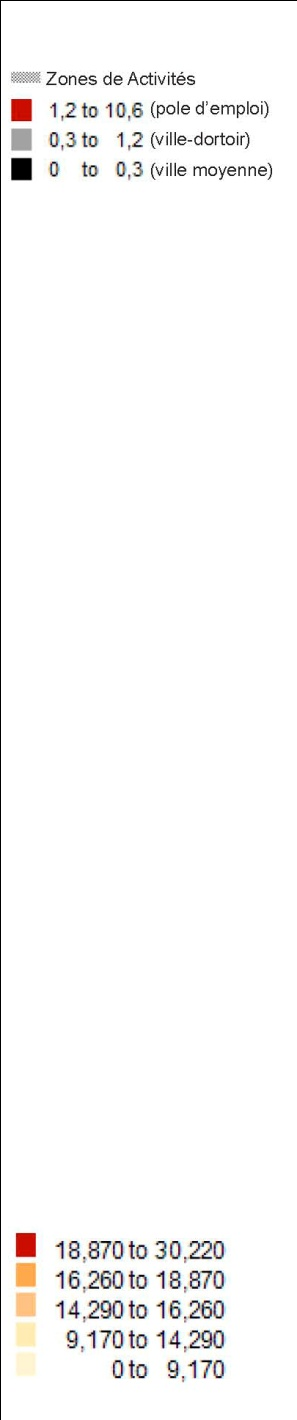 Zones de Activités
1,2 to 10,6 (pole d'emploi)
0,3 to 1,2 (ville-dortoir)
0 to 0,3 (ville moyenne)
18,870 to 30,220
16,260 to 18,870
14,290 to 16,260
9,170 to 14,290
0 to 9,170